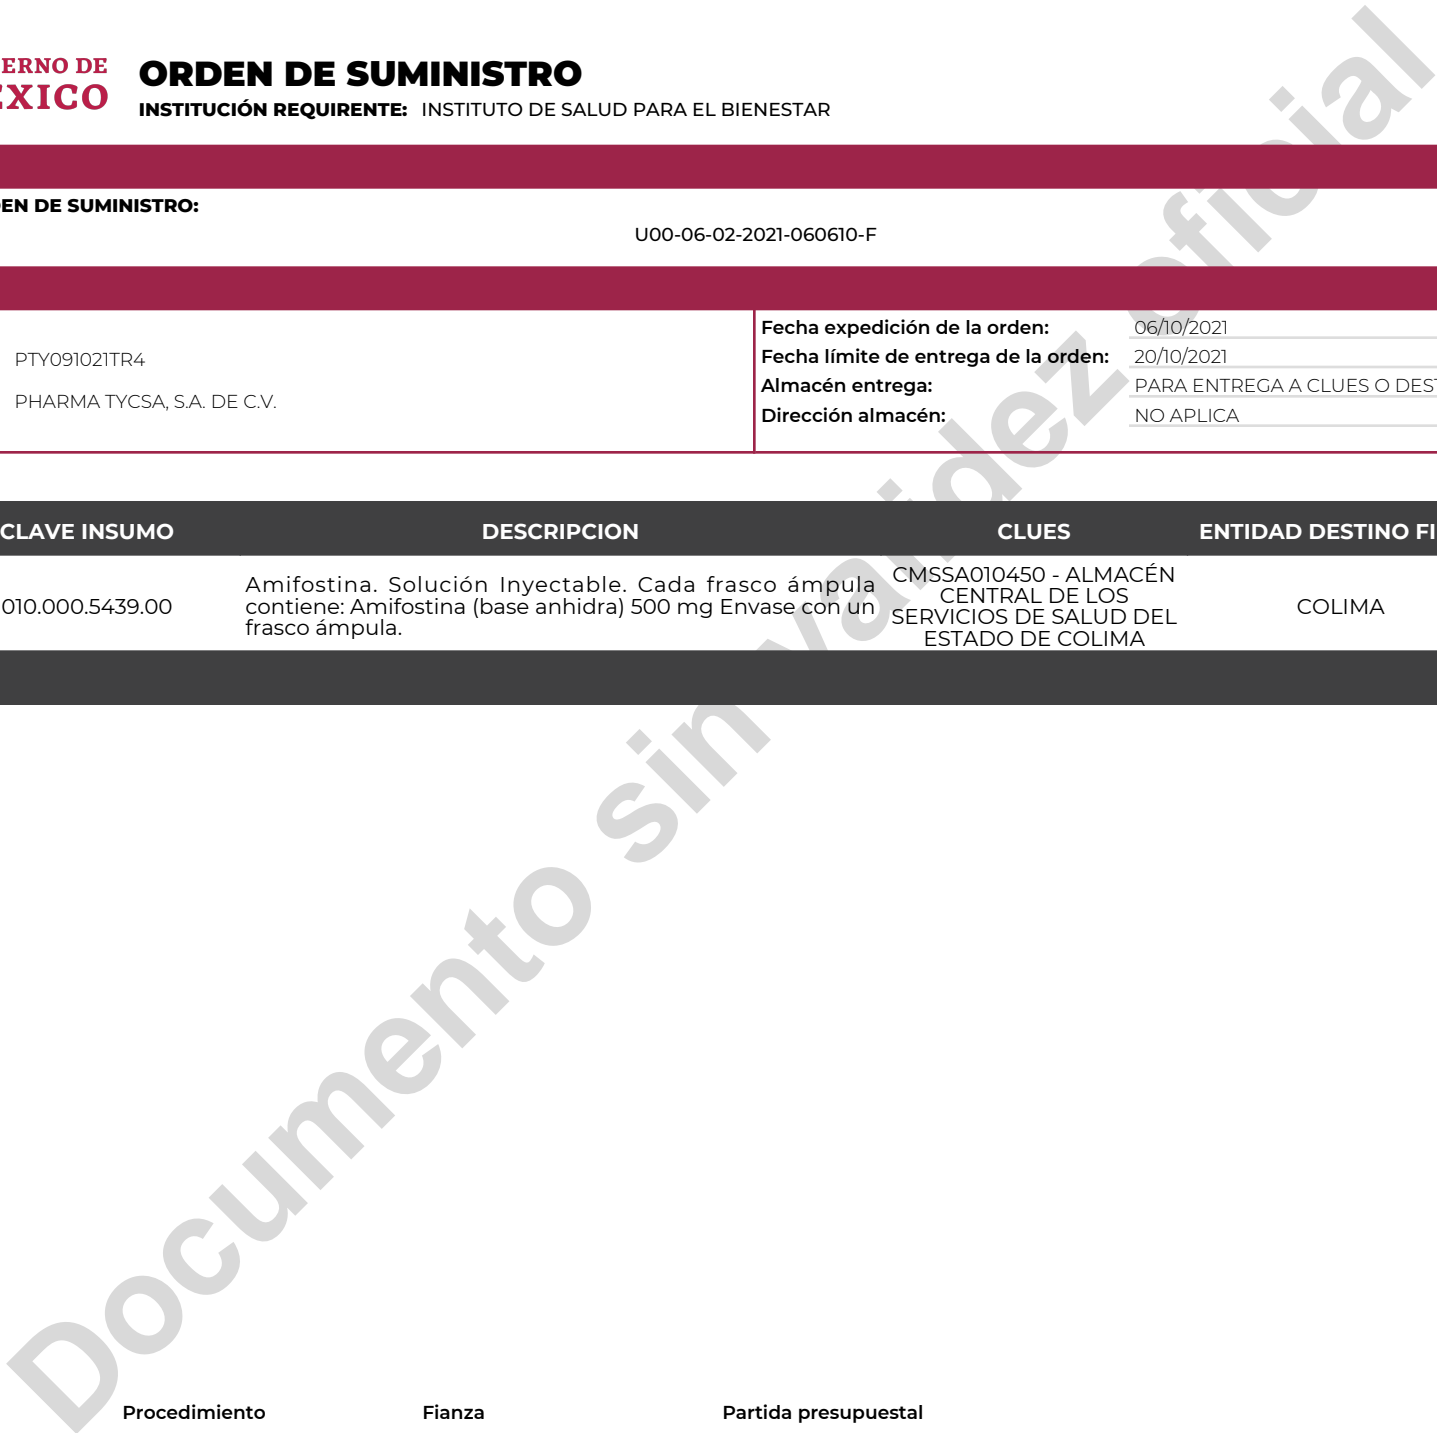 ERNO DE
EXICO
ORDEN DE SUMINISTRO
INSTITUCIÓN REQUIRENTE: INSTITUTO DE SALUD PARA EL BIENESTAR
EN DE SUMINISTRO:
U00-06-02-2021-060610-F
PTY091021TR4
PHARMA TYCSA, S.A. DE C.V.
Fecha expedición de la orden: 06/10/2021
Fecha límite de entrega de la orden: 20/10/2021
Almacén entrega: PARA ENTREGA A CLUES O DEST
Dirección almacén: NO APLICA
CLAVE INSUMO DESCRIPCION CLUES ENTIDAD DESTINO FI
010.000.5439.00
Amifostina. Solución Inyectable. Cada frasco ámpula
contiene: Amifostina (base anhidra) 500 mg Envase con un
frasco ámpula.
CMSSA010450 - ALMACÉN
CENTRAL DE LOS
SERVICIOS DE SALUD DEL
ESTADO DE COLIMA
COLIMA
Documento sin validez oficial
Procedimiento Fianza Partida presupuestal